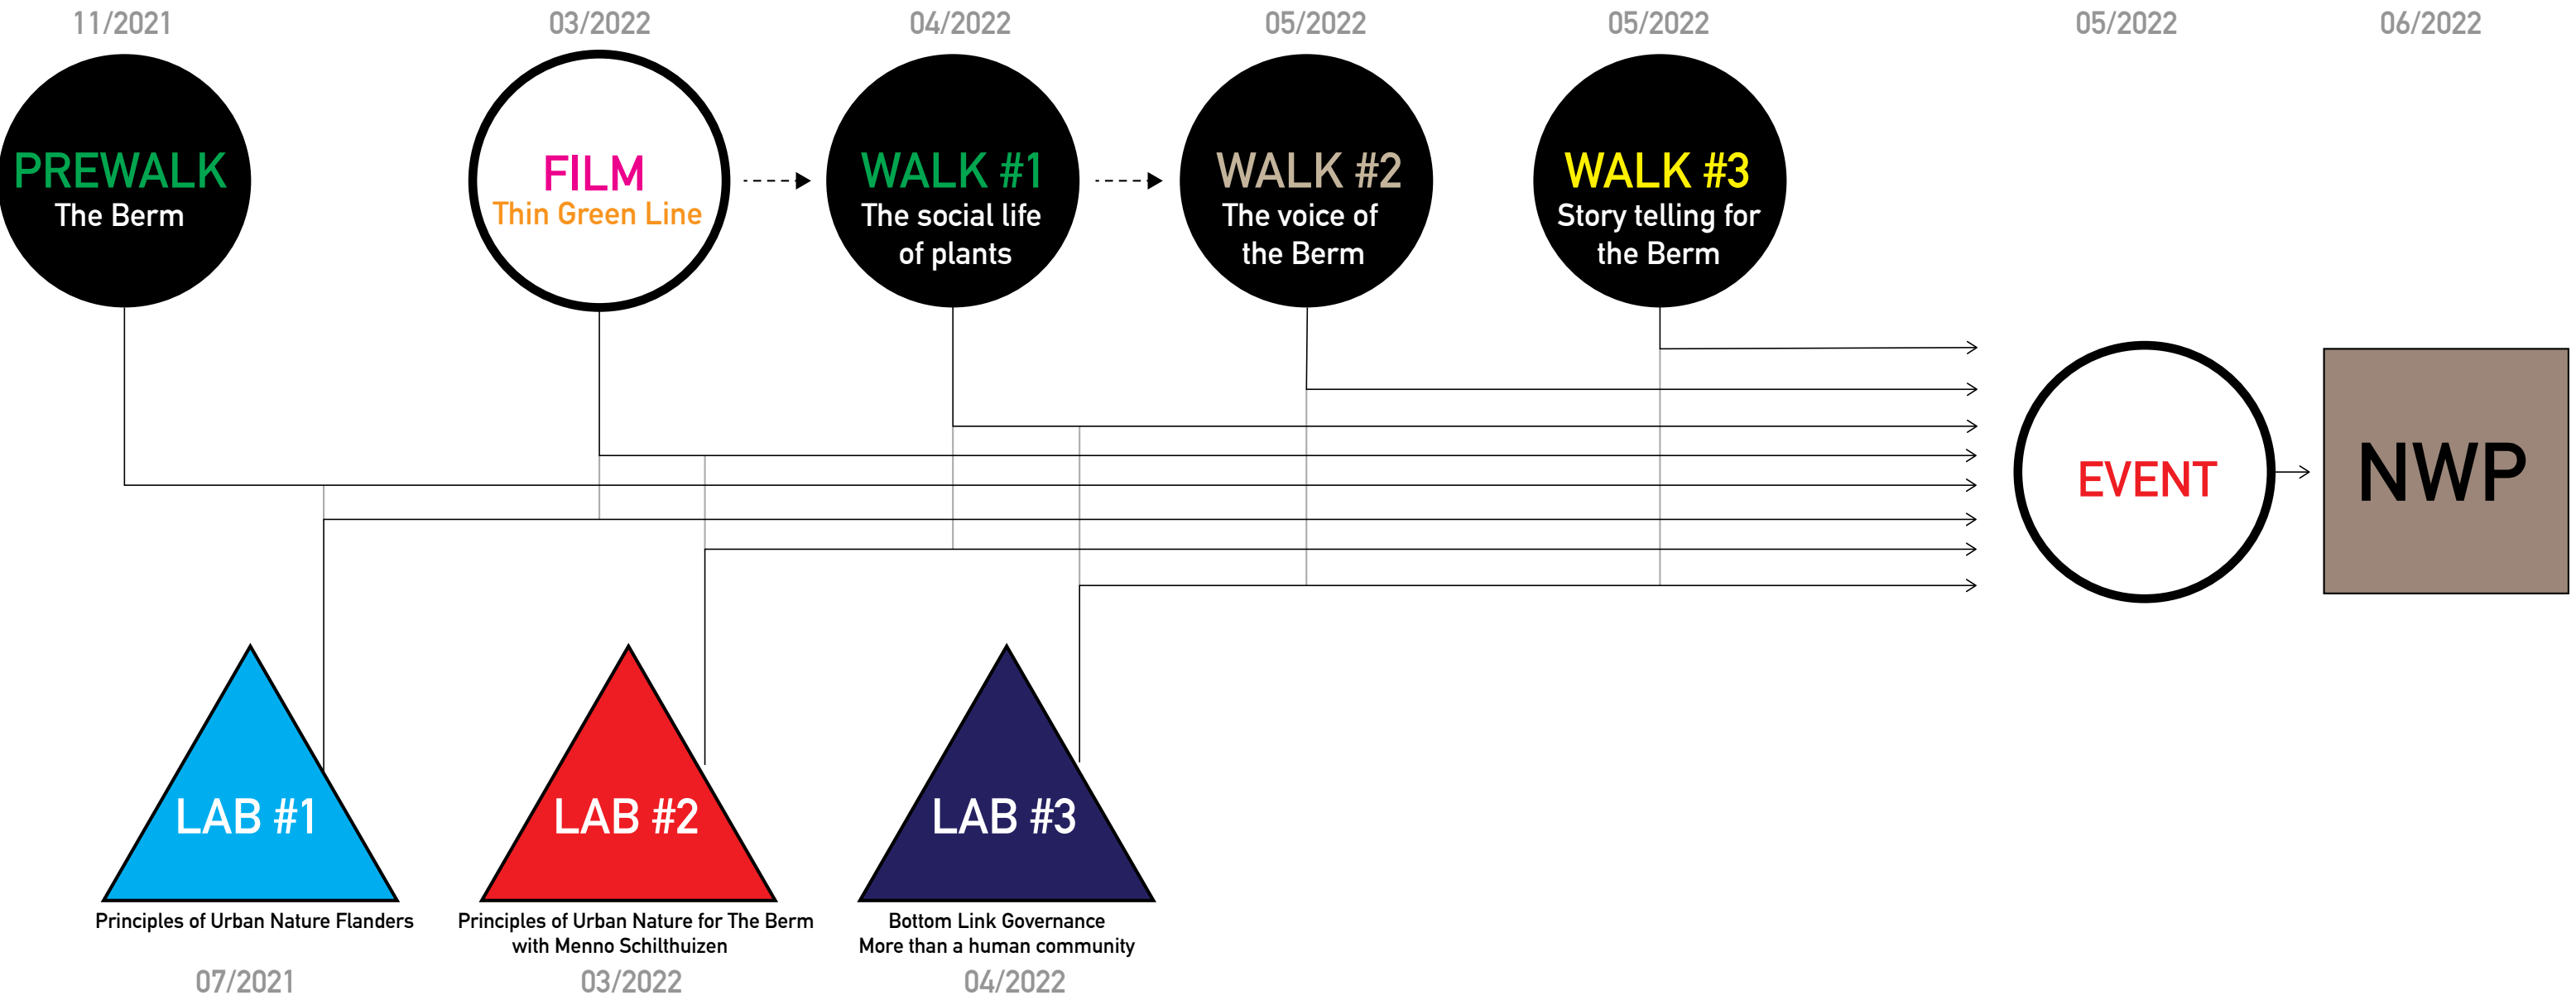 11/2021
03/2022
04/2022
05/2022
05/2022
05/2022
06/2022
PREWALK
The Berm
FILM
Thin Green Line
WALK #1
The social life
of plants
WALK #2
The voice of
the Berm
WALK #3
Story telling for
the Berm
EVENT
NWP
LAB #1
Principles of Urban Nature Flanders
07/2021
LAB #2
Principles of Urban Nature for The Berm
with Menno Schilthuizen
03/2022
LAB #3
Bottom Link Governance
More than a human community
04/2022